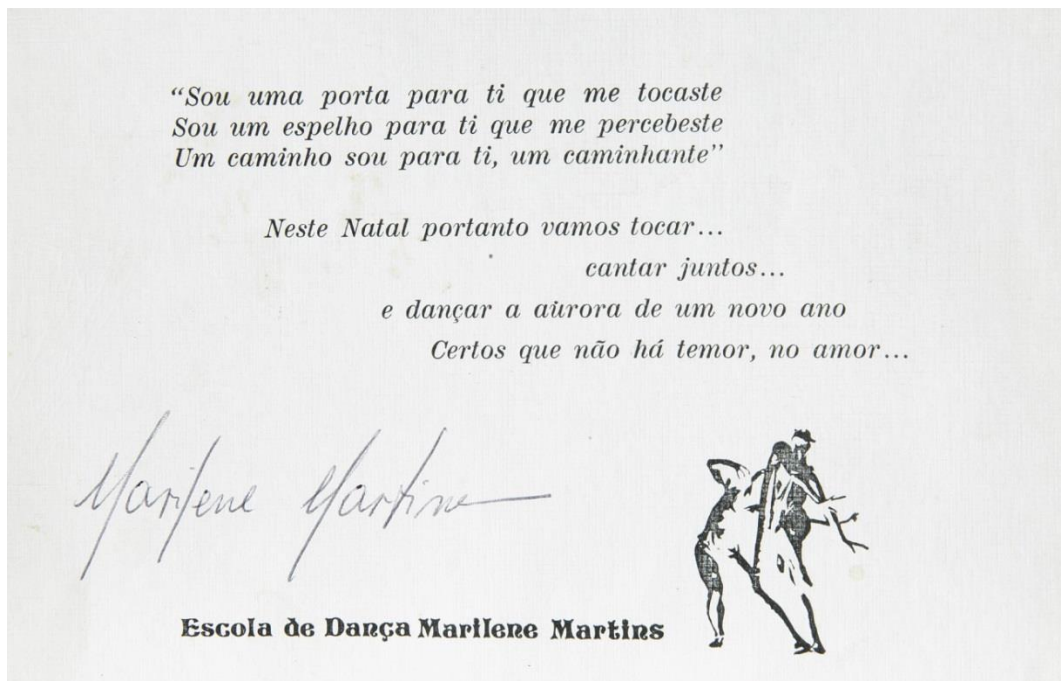 “Sou uma porta para ti que me tocaste
Sou um espelho para ti que me percebeste
Um caminho sou para ti, um caminhante”
Neste Natal portanto vamos tocar...
cantar juntos...
e dançar a aurora de um novo ano
Certos que não há temor, no amor...
Marilene Martins
Escola de Dança Marilene Martins